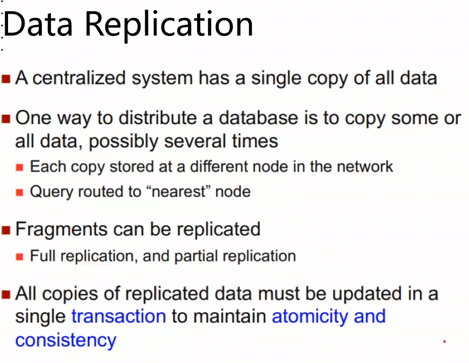 Data Replication
A centralized system has a single copy of all data
One way to distribute a database is to copy some or
all data, possibly several times
Each copy stored at a different node in the network
Query routed to “nearest” node
Fragments can be replicated
Full replication, and partial replication
All copies of replicated data must be updated in a
single transaction to maintain atomicity and
consistency